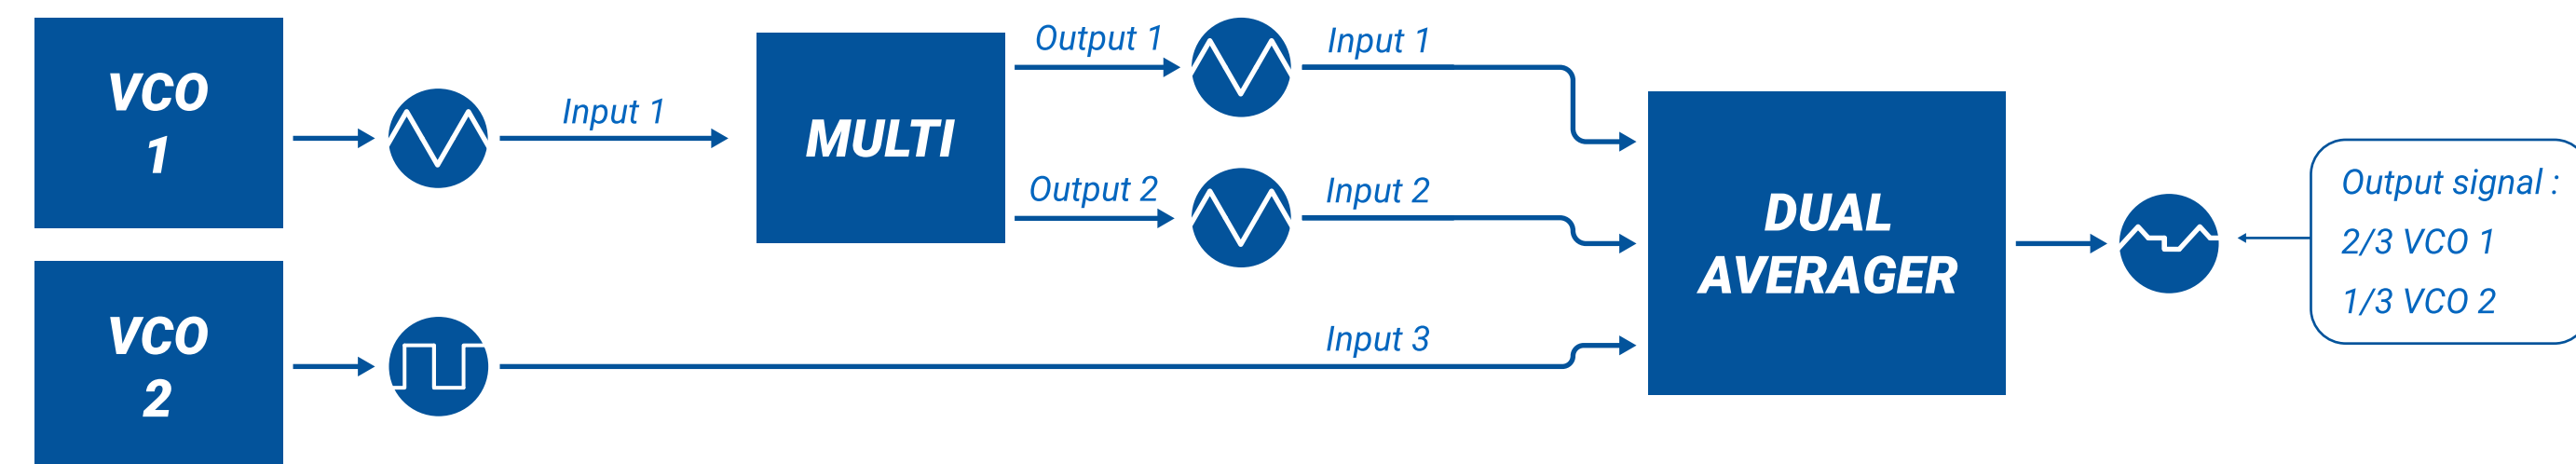 VCO
1
Input 1
MULTI
Output 1
Input 1
Output 2
Input 2
VCO
2
Input 3
DUAL
AVERAGER
Output signal :
2/3 VCO 1
1/3 VCO 2